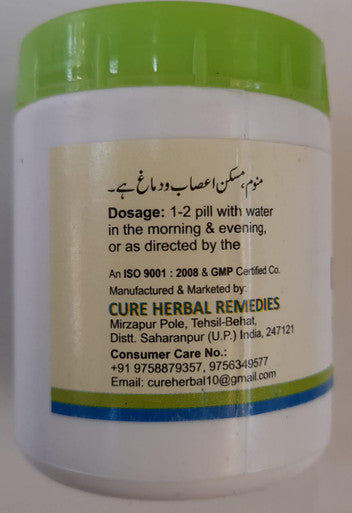 منوم، مسکن اعصاب و دماغ ہے۔
Dosage: 1-2 pill with water
in the morning & evening,
or as directed by the
An ISO 9001 : 2008 & GMP Certified Co.
Manufactured & Marketed by:
CURE HERBAL REMEDIES
Mirzapur Pole, Tehsil-Behat,
Distt. Saharanpur (U.P.) India, 247121
Consumer Care No.:
+91 9758879357, 9756349577
Email: cureherbal10@gmail.com